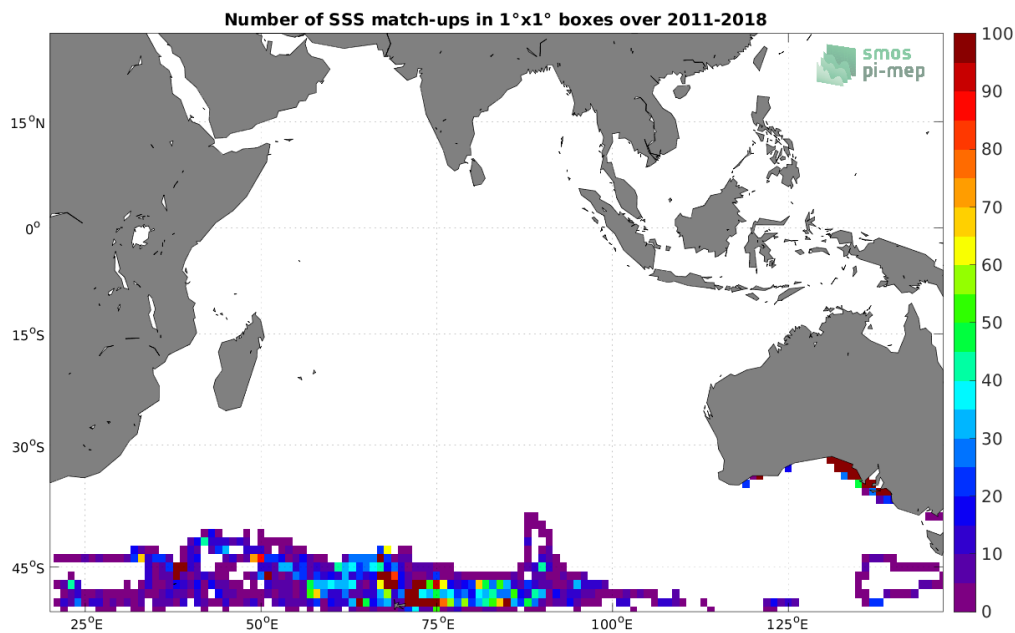 Number of SSS match-ups in 1°x1° boxes over 2011-2018
smos
pi-mep
15°N
0°
15°S
30°S
45°S
25°E
50°E
75°E
100°E
125°E
100
90
80
70
60
50
40
30
20
10
0